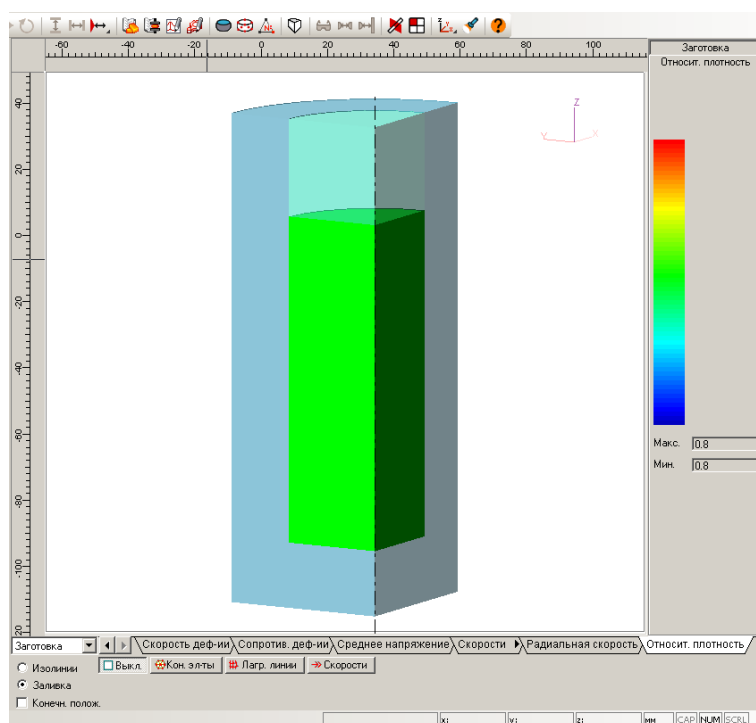 -60 -40 -20 0 20 40 60 80 100
Заготовка
Относит. плотность
40
20
0
-20
-40
-60
-80
-100
Z
Y
X
Макс. 0.8
Мин. 0.8
Заготовка Скорость деф-ии Сопротив. деф-ии Среднее напряжение Скорости Радиальная скорость Относит. плотность
Изолинии Выкл. Кон. эл-ты Лагр. линии Скорости
Заливка
Конечн. полож.
x: y: z: мм CAP NUM SCRL